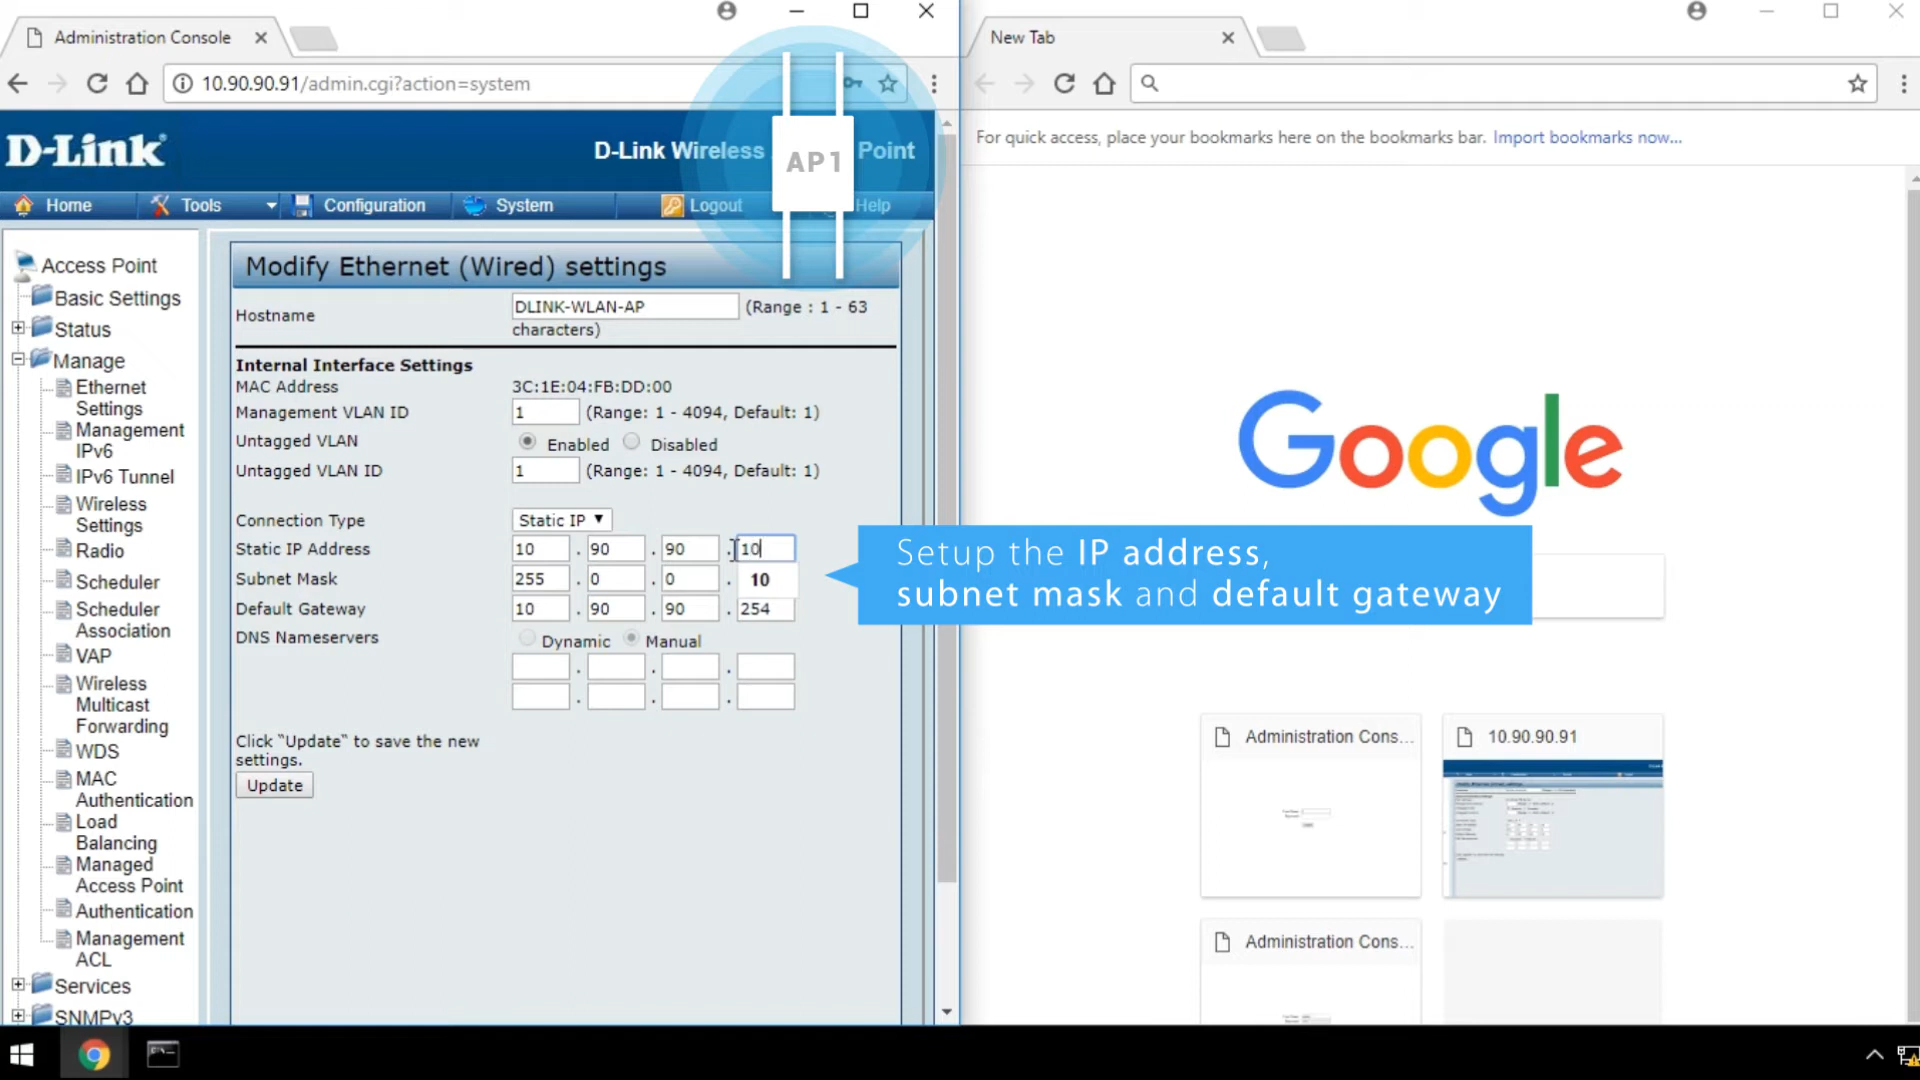 Administration Console
New Tab
10.90.90.91/admin.cgi?action=system
For quick access, place your bookmarks here on the bookmarks bar. Import bookmarks now...
D-Link
D-Link Wireless Point
AP1
Home
Tools
Configuration
System
Logout
Help
Access Point
Basic Settings
Status
Manage
Ethernet
Settings
Management
IPv6
IPv6 Tunnel
Wireless
Settings
Radio
Scheduler
Scheduler
Association
VAP
Wireless
Multicast
Forwarding
WDS
MAC
Authentication
Load
Balancing
Managed
Access Point
Authentication
Management
ACL
Services
SNMPv3
Modify Ethernet (Wired) settings
Hostname DLINK-WLAN-AP (Range : 1 - 63
characters)
Internal Interface Settings
MAC Address 3C:1E:04:FB:DD:00
Management VLAN ID 1 (Range: 1 - 4094, Default: 1)
Untagged VLAN Enabled Disabled
Untagged VLAN ID 1 (Range: 1 - 4094, Default: 1)
Connection Type Static IP
Static IP Address 10 . 90 . 90 . 10
Subnet Mask 255 . 0 . 0 .
10
Default Gateway 10 . 90 . 90 . 254
DNS Nameservers Dynamic Manual
. . .
. . .
Click "Update" to save the new
settings.
Update
Setup the IP address,
subnet mask and default gateway
Google
Administration Cons...
10.90.90.91
Administration Cons...